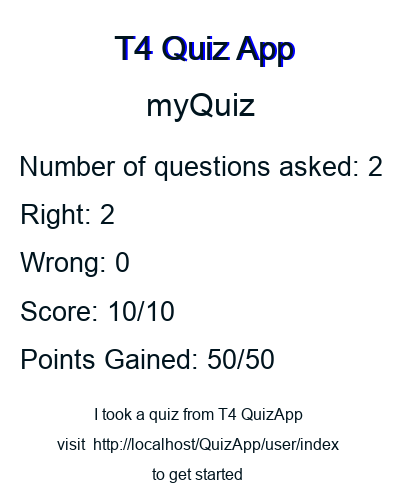 T4 Quiz App
myQuiz
Number of questions asked: 2
Right: 2
Wrong: 0
Score: 10/10
Points Gained: 50/50
I took a quiz from T4 QuizApp
visit http://localhost/QuizApp/user/index
to get started